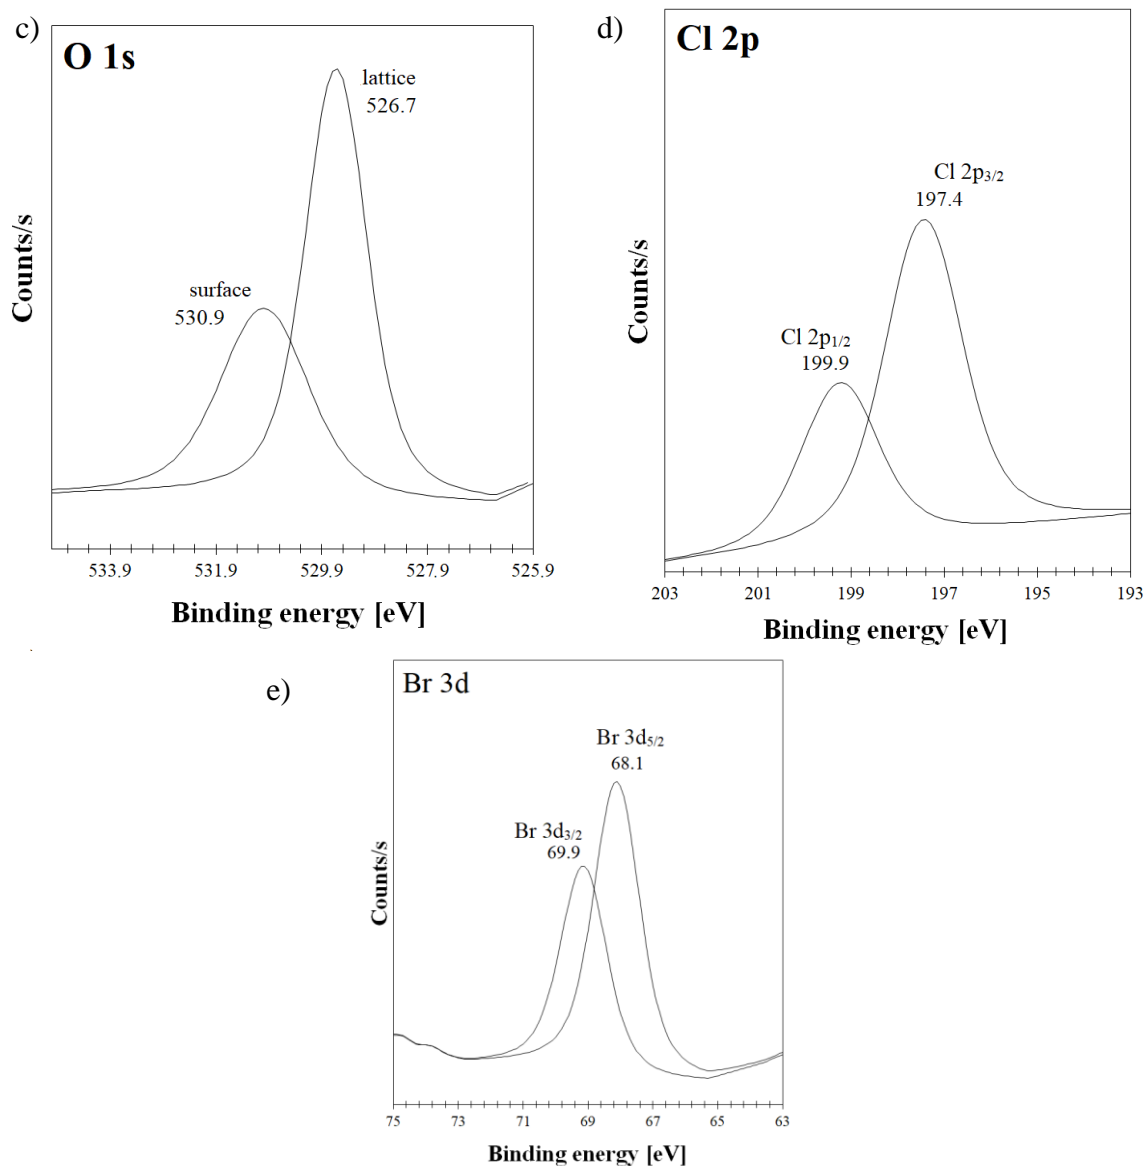 c)
O 1s
lattice
526.7
surface
530.9
Counts/s
533.9 531.9 529.9 527.9 525.9
Binding energy [eV]
d)
Cl 2p
Cl 2p3/2
197.4
Cl 2p1/2
199.9
Counts/s
203 201 199 197 195 193
Binding energy [eV]
e)
Br 3d
Br 3d5/2
68.1
Br 3d3/2
69.9
Counts/s
75 73 71 69 67 65 63
Binding energy [eV]